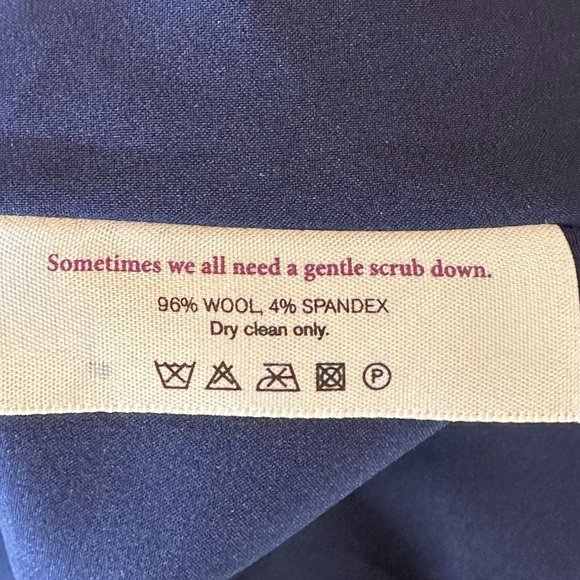 Sometimes we all need a gentle scrub down.
96% WOOL, 4% SPANDEX
Dry clean only.
P